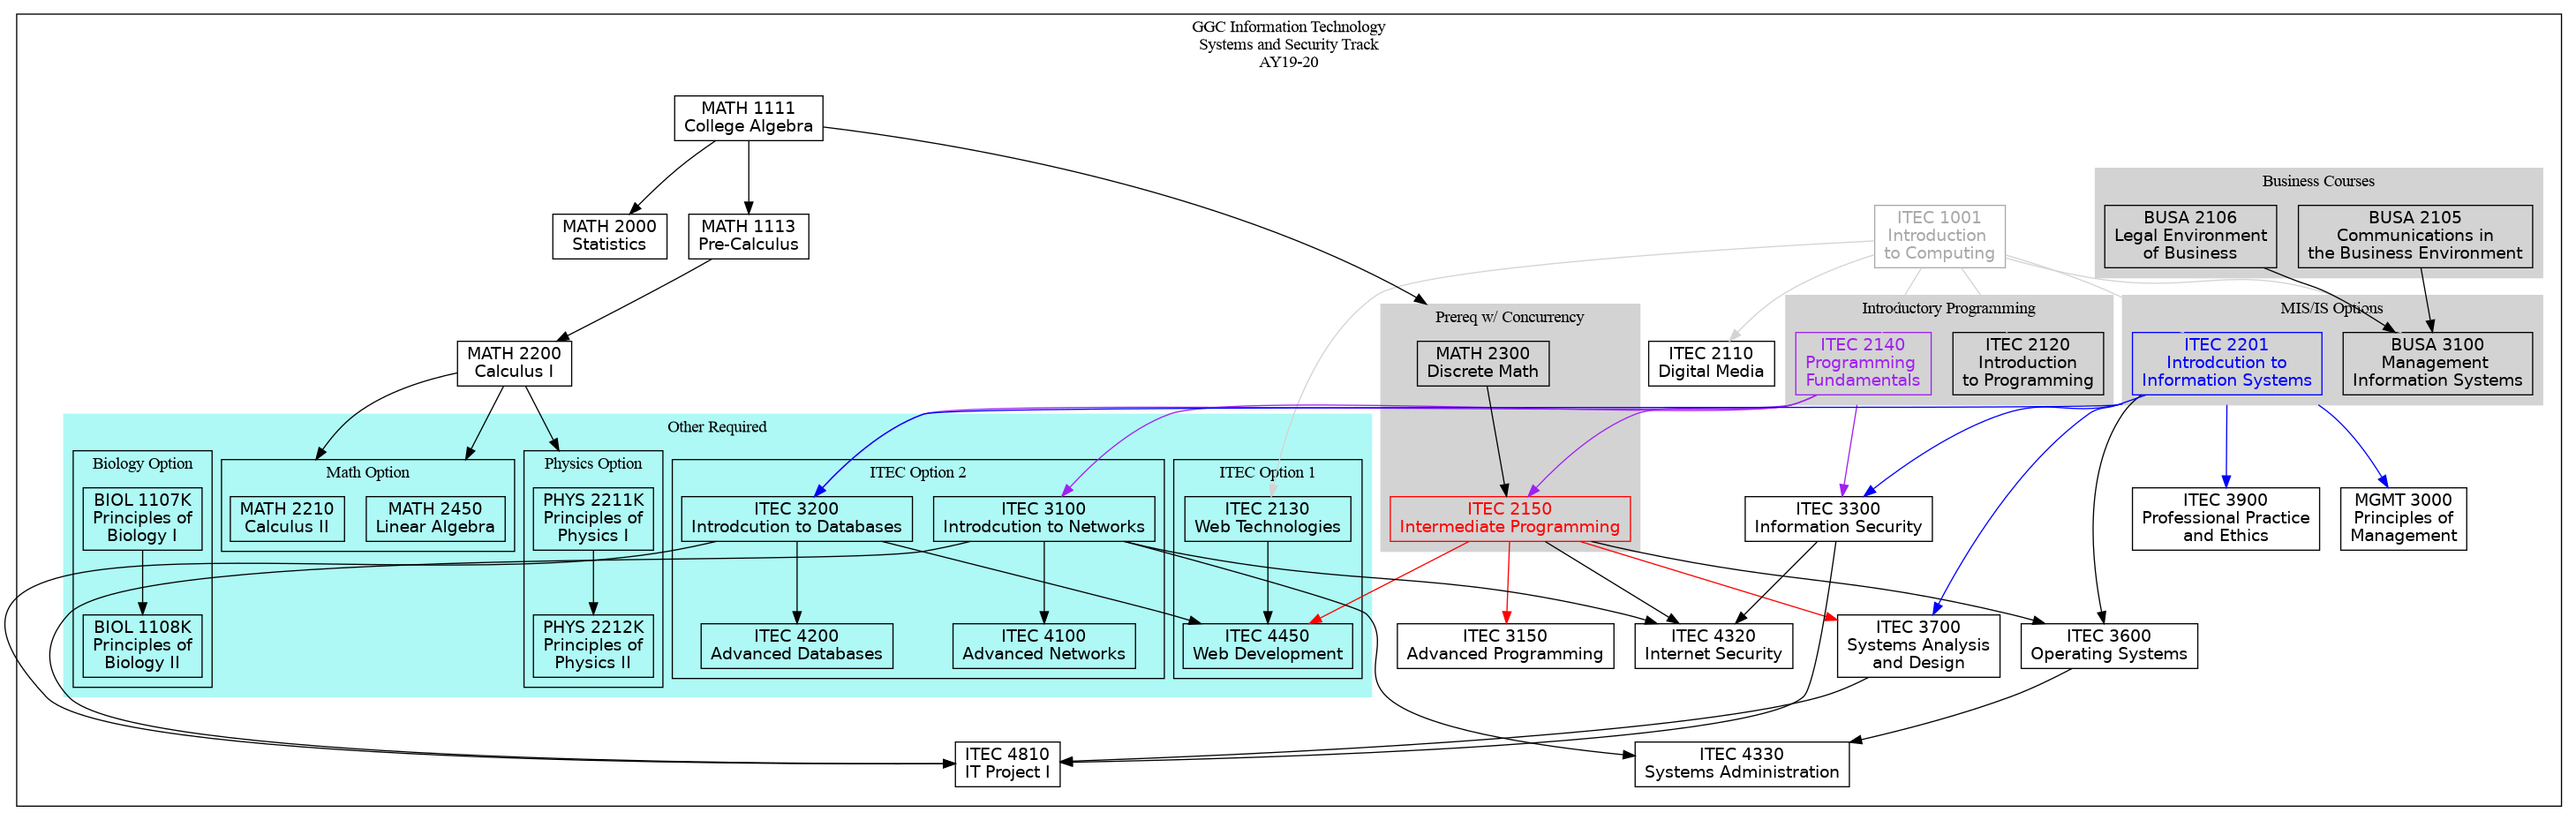 GGC Information Technology
Systems and Security Track
AY19-20
MATH 1111
College Algebra
Business Courses
MATH 2000
Statistics
MATH 1113
Pre-Calculus
ITEC 1001
Introduction
to Computing
BUSA 2106
Legal Environment
of Business
BUSA 2105
Communications in
the Business Environment
Prereq w/ Concurrency
Introductory Programming
MIS/IS Options
MATH 2200
Calculus I
MATH 2300
Discrete Math
ITEC 2110
Digital Media
ITEC 2140
Programming
Fundamentals
ITEC 2120
Introduction
to Programming
ITEC 2201
Introdcution to
Information Systems
BUSA 3100
Management
Information Systems
Other Required
Biology Option
Math Option
Physics Option
ITEC Option 2
ITEC Option 1
BIOL 1107K
Principles of
Biology I
MATH 2210
Calculus II
MATH 2450
Linear Algebra
PHYS 2211K
Principles of
Physics I
ITEC 3200
Introdcution to Databases
ITEC 3100
Introdcution to Networks
ITEC 2130
Web Technologies
ITEC 2150
Intermediate Programming
ITEC 3300
Information Security
ITEC 3900
Professional Practice
and Ethics
MGMT 3000
Principles of
Management
BIOL 1108K
Principles of
Biology II
PHYS 2212K
Principles of
Physics II
ITEC 4200
Advanced Databases
ITEC 4100
Advanced Networks
ITEC 4450
Web Development
ITEC 3150
Advanced Programming
ITEC 4320
Internet Security
ITEC 3700
Systems Analysis
and Design
ITEC 3600
Operating Systems
ITEC 4810
IT Project I
ITEC 4330
Systems Administration